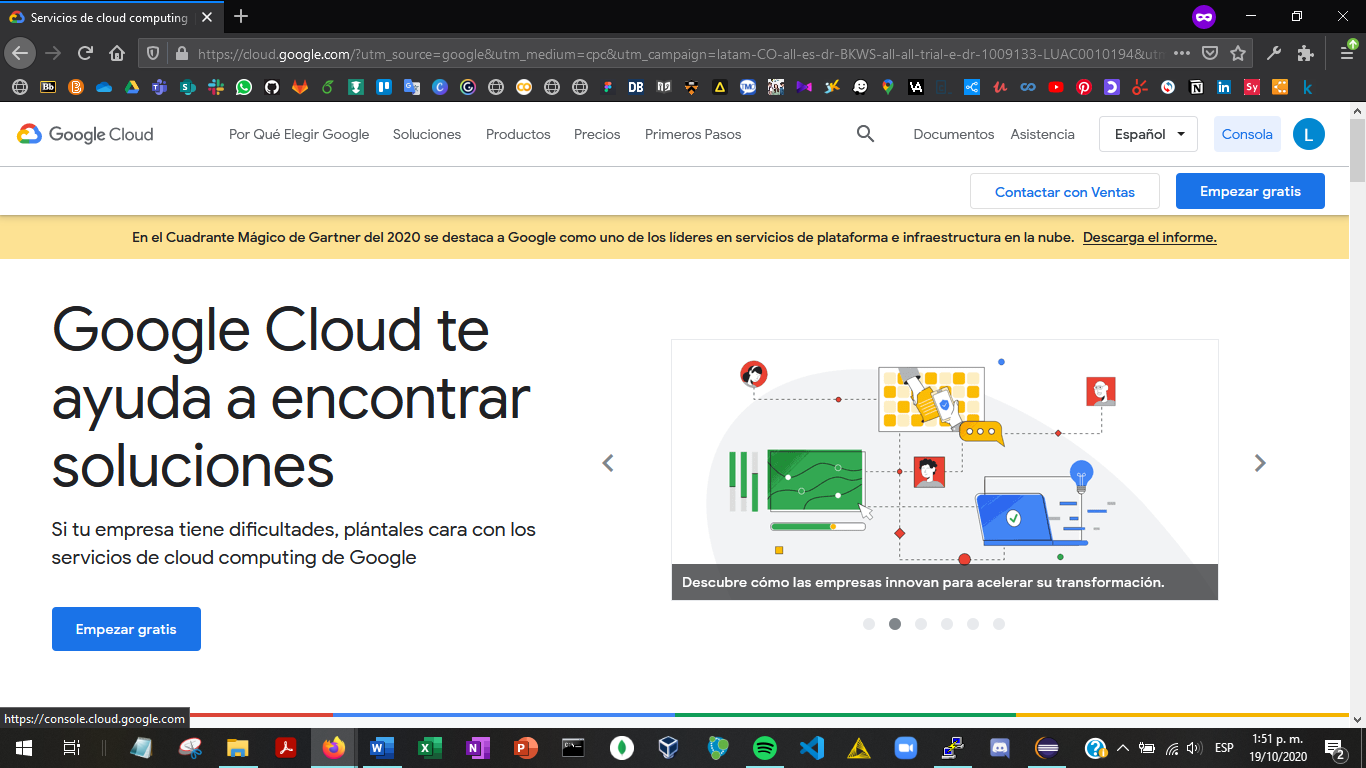 Servicios de cloud computing
https://cloud.google.com/?utm_source=google&utm_medium=cpc&utm_campaign=latam-CO-all-es-dr-BKWS-all-all-trial-e-dr-1009133-LUAC0010194&ut
Bb
DB
TMO
VA
Sy
Google Cloud
Por Qué Elegir Google Soluciones Productos Precios Primeros Pasos Documentos Asistencia Español Consola L
Contactar con Ventas Empezar gratis
En el Cuadrante Mágico de Gartner del 2020 se destaca a Google como uno de los líderes en servicios de plataforma e infraestructura en la nube. Descarga el informe.
Google Cloud te
ayuda a encontrar
soluciones
Si tu empresa tiene dificultades, plántales cara con los
servicios de cloud computing de Google
Empezar gratis
Descubre cómo las empresas innovan para acelerar su transformación.
https://console.cloud.google.com
ESP
1:51 p. m.
19/10/2020
2